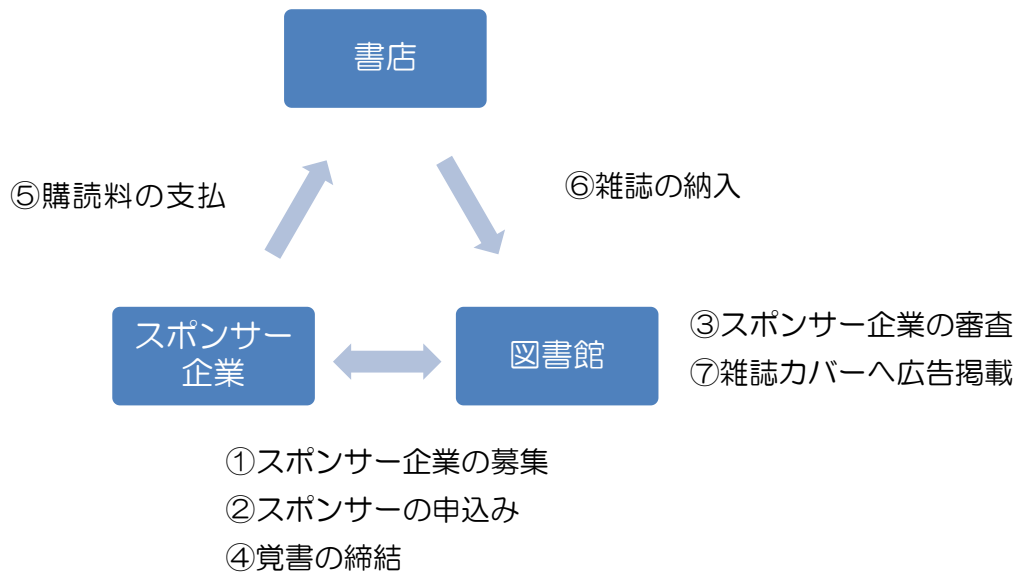 書店
⑤購読料の支払
⑥雑誌の納入
スポンサー
企業
図書館
③スポンサー企業の審査
⑦雑誌カバーへ広告掲載
①スポンサー企業の募集
②スポンサーの申込み
④覚書の締結